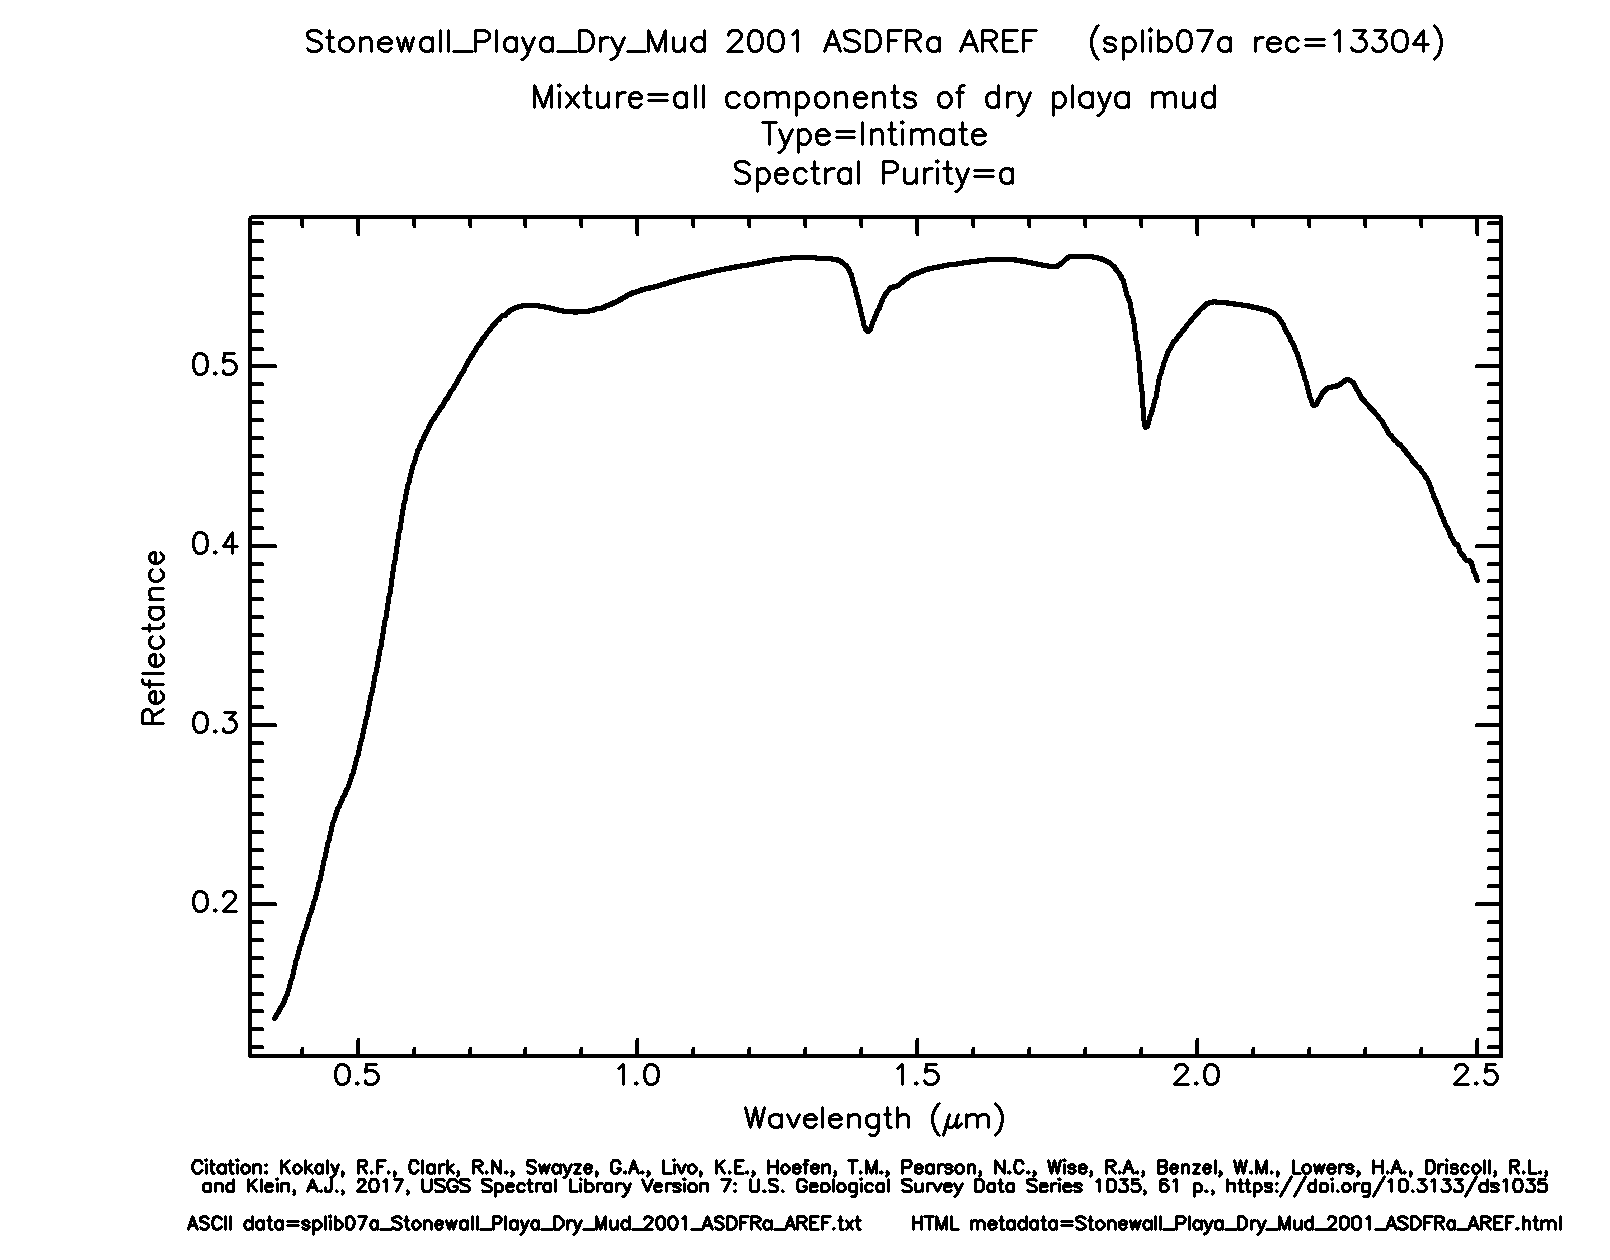 Stonewall_Playa_Dry_Mud 2001 ASDFRa AREF (splib07a rec=13304)
Mixture=all components of dry playa mud
Type=Intimate
Spectral Purity=a
0.5
0.4
0.3
0.2
Reflectance
0.5 1.0 1.5 2.0 2.5
Wavelength (μm)
Citation: Kokaly, R.F., Clark, R.N., Swayze, G.A., Livo, K.E., Hoefen, T.M., Pearson, N.C., Wise, R.A., Benzel, W.M., Lowers, H.A., Driscoll, R.L.,
and Klein, A.J., 2017, USGS Spectral Library Version 7: U.S. Geological Survey Data Series 1035, 61 p., https://doi.org/10.3133/ds1035
ASCII data=splib07a_Stonewall_Playa_Dry_Mud_2001_ASDFRa_AREF.txt HTML metadata=Stonewall_Playa_Dry_Mud_2001_ASDFRa_AREF.html